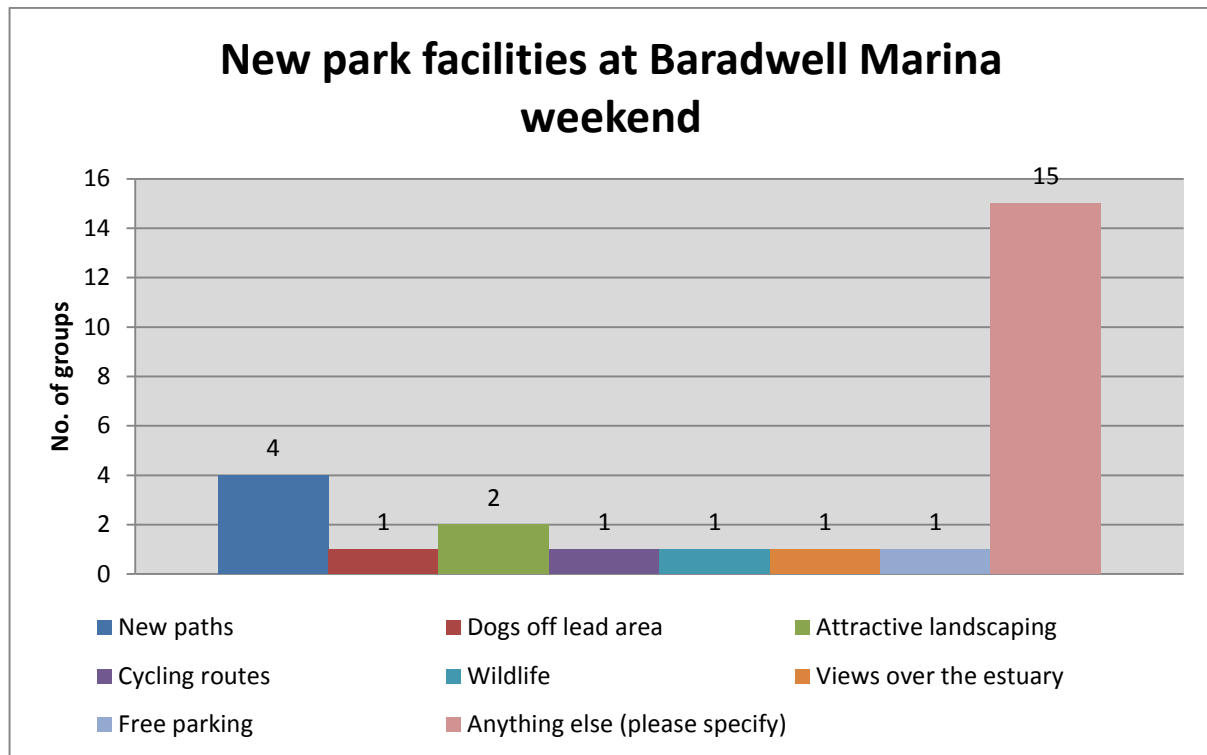 New park facilities at Baradwell Marina
weekend
No. of groups
16
14
12
10
8
6
4
2
0
4
1
2
1
1
1
1
15
New paths
Dogs off lead area
Attractive landscaping
Cycling routes
Wildlife
Views over the estuary
Free parking
Anything else (please specify)